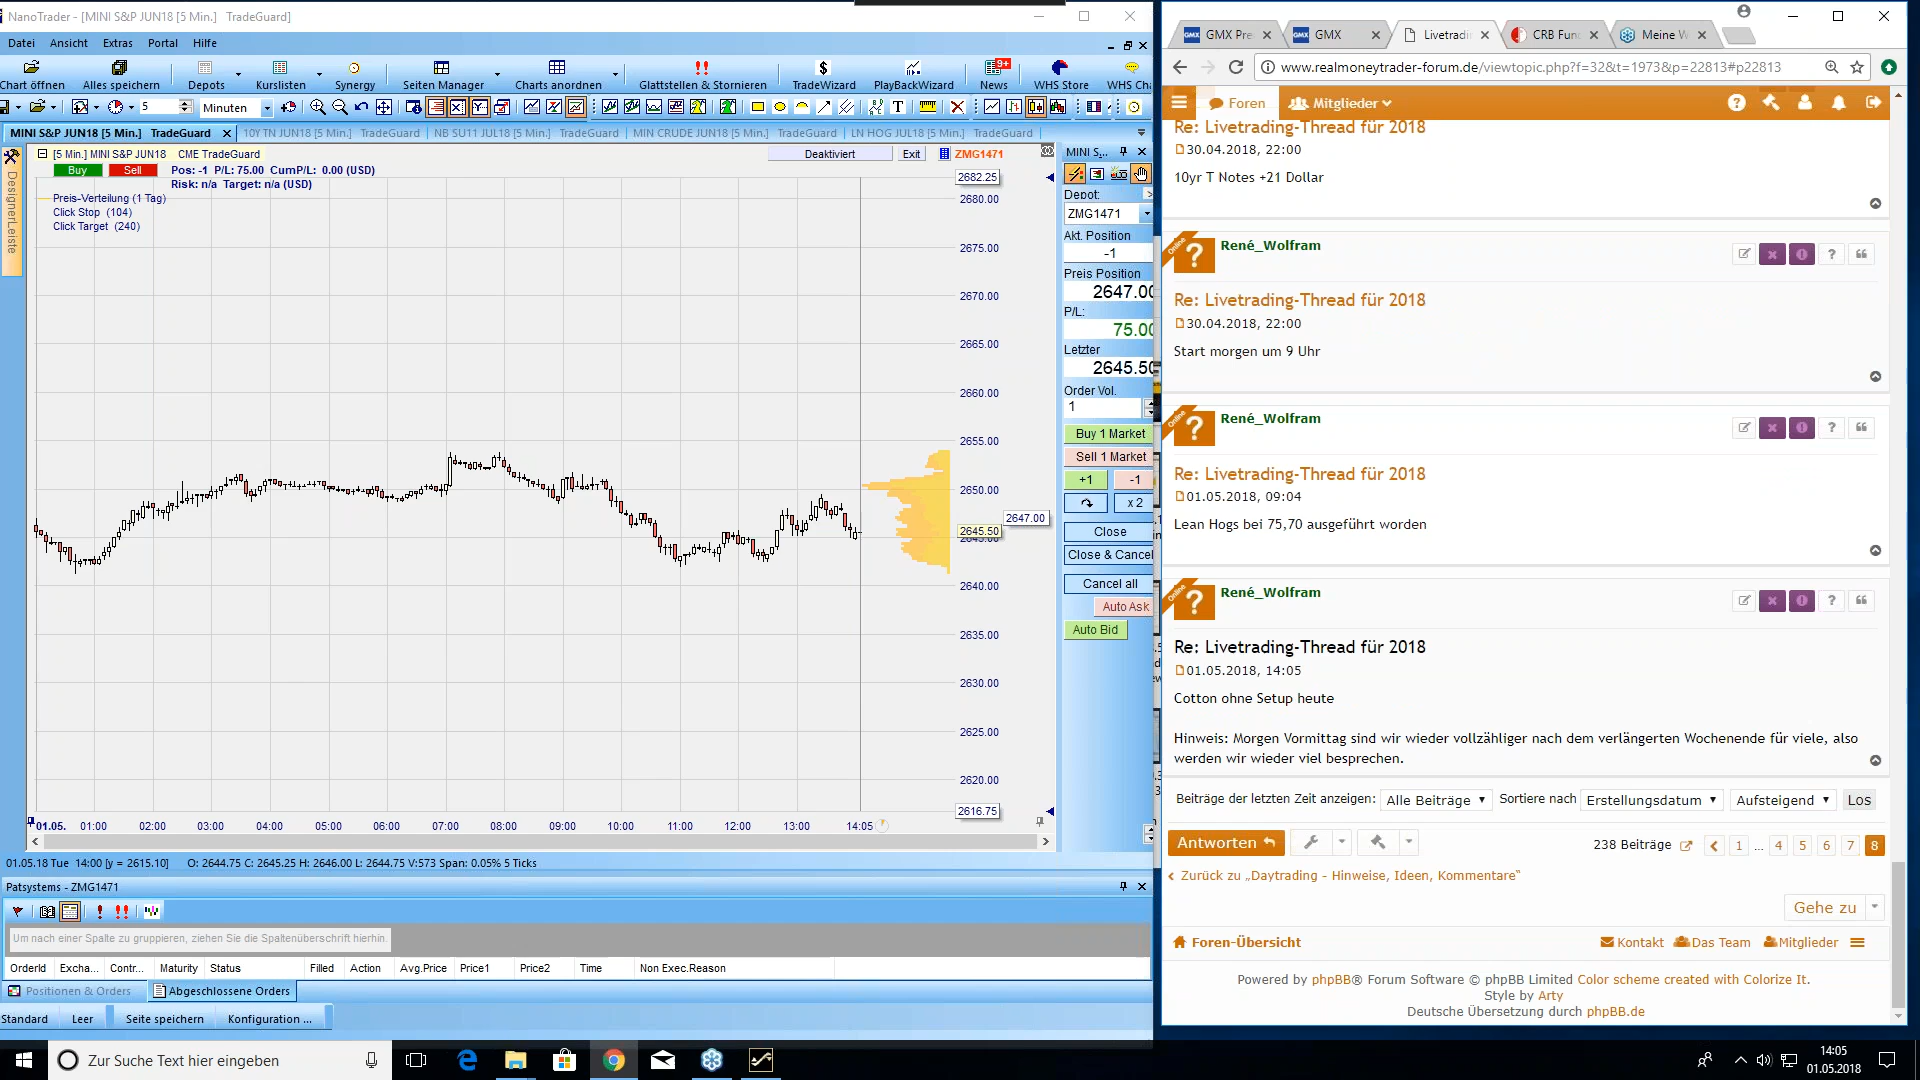 NanoTrader - [MINI S&P JUN18 [5 Min.]   TradeGuard]
Datei Ansicht Extras Portal Hilfe
Chart öffnen Alles speichern Depots Kurslisten Synergy Seiten Manager Charts anordnen Glattstellen & Stornieren TradeWizard PlayBackWizard 9+ News WHS Store WHS Ch
5 Minuten
MINI S&P JUN18 [5 Min.]   TradeGuard
10Y TN JUN18 [5 Min.]   TradeGuard
NB SU11 JUL18 [5 Min.]   TradeGuard
MIN CRUDE JUN18 [5 Min.]   TradeGuard
LN HOG JUL18 [5 Min.]   TradeGuard
DesignerLeiste
[5 Min.] MINI S&P JUN18   CME TradeGuard
Deaktiviert Exit ZMG1471
Buy Sell Pos: -1  P/L: 75.00  CumP/L:  0.00 (USD)
Risk: n/a  Target: n/a (USD)
Preis-Verteilung (1 Tag)
Click Stop  (104)
Click Target  (240)
2682.25
2680.00
2675.00
2670.00
2665.00
2660.00
2655.00
2650.00
2647.00
2645.50
2645.00
2640.00
2635.00
2630.00
2625.00
2620.00
2616.75
01.05. 01:00 02:00 03:00 04:00 05:00 06:00 07:00 08:00 09:00 10:00 11:00 12:00 13:00 14:05
01.05.18 Tue  14:00 [y = 2615.10]   O: 2644.75 C: 2645.25 H: 2646.00 L: 2644.75 V:573 Span: 0.05% 5 Ticks
MINI S...
Depot:
ZMG1471
Akt. Position
-1
Preis Position
2647.00
P/L:
75.00
Letzter
2645.50
Order Vol.
1
Buy 1 Market
Sell 1 Market
+1 -1
x 2
Close
Close & Cancel
Cancel all
Auto Ask
Auto Bid
Patsystems - ZMG1471
Um nach einer Spalte zu gruppieren, ziehen Sie die Spaltenüberschrift hierhin.
OrderId Excha... Contr... Maturity Status Filled Action Avg.Price Price1 Price2 Time Non Exec.Reason
Positionen & Orders Abgeschlossene Orders
Standard Leer Seite speichern Konfiguration ...
GMX Pre GMX Livetradi CRB Fun Meine W
www.realmoneytrader-forum.de/viewtopic.php?f=32&t=1973&p=22813#p22813
Foren Mitglieder
Re: Livetrading-Thread für 2018
30.04.2018, 22:00
10yr T Notes +21 Dollar
Online
René_Wolfram
Re: Livetrading-Thread für 2018
30.04.2018, 22:00
Start morgen um 9 Uhr
Online
René_Wolfram
Re: Livetrading-Thread für 2018
01.05.2018, 09:04
Lean Hogs bei 75,70 ausgeführt worden
Online
René_Wolfram
Re: Livetrading-Thread für 2018
01.05.2018, 14:05
Cotton ohne Setup heute
Hinweis: Morgen Vormittag sind wir wieder vollzähliger nach dem verlängerten Wochenende für viele, also
werden wir wieder viel besprechen.
Beiträge der letzten Zeit anzeigen: Alle Beiträge Sortiere nach Erstellungsdatum Aufsteigend Los
Antworten 238 Beiträge 1 ... 4 5 6 7 8
Zurück zu „Daytrading - Hinweise, Ideen, Kommentare“
Gehe zu
Foren-Übersicht Kontakt Das Team Mitglieder
Powered by phpBB® Forum Software © phpBB Limited Color scheme created with Colorize It.
Style by Arty
Deutsche Übersetzung durch phpBB.de
Zur Suche Text hier eingeben
14:05
01.05.2018